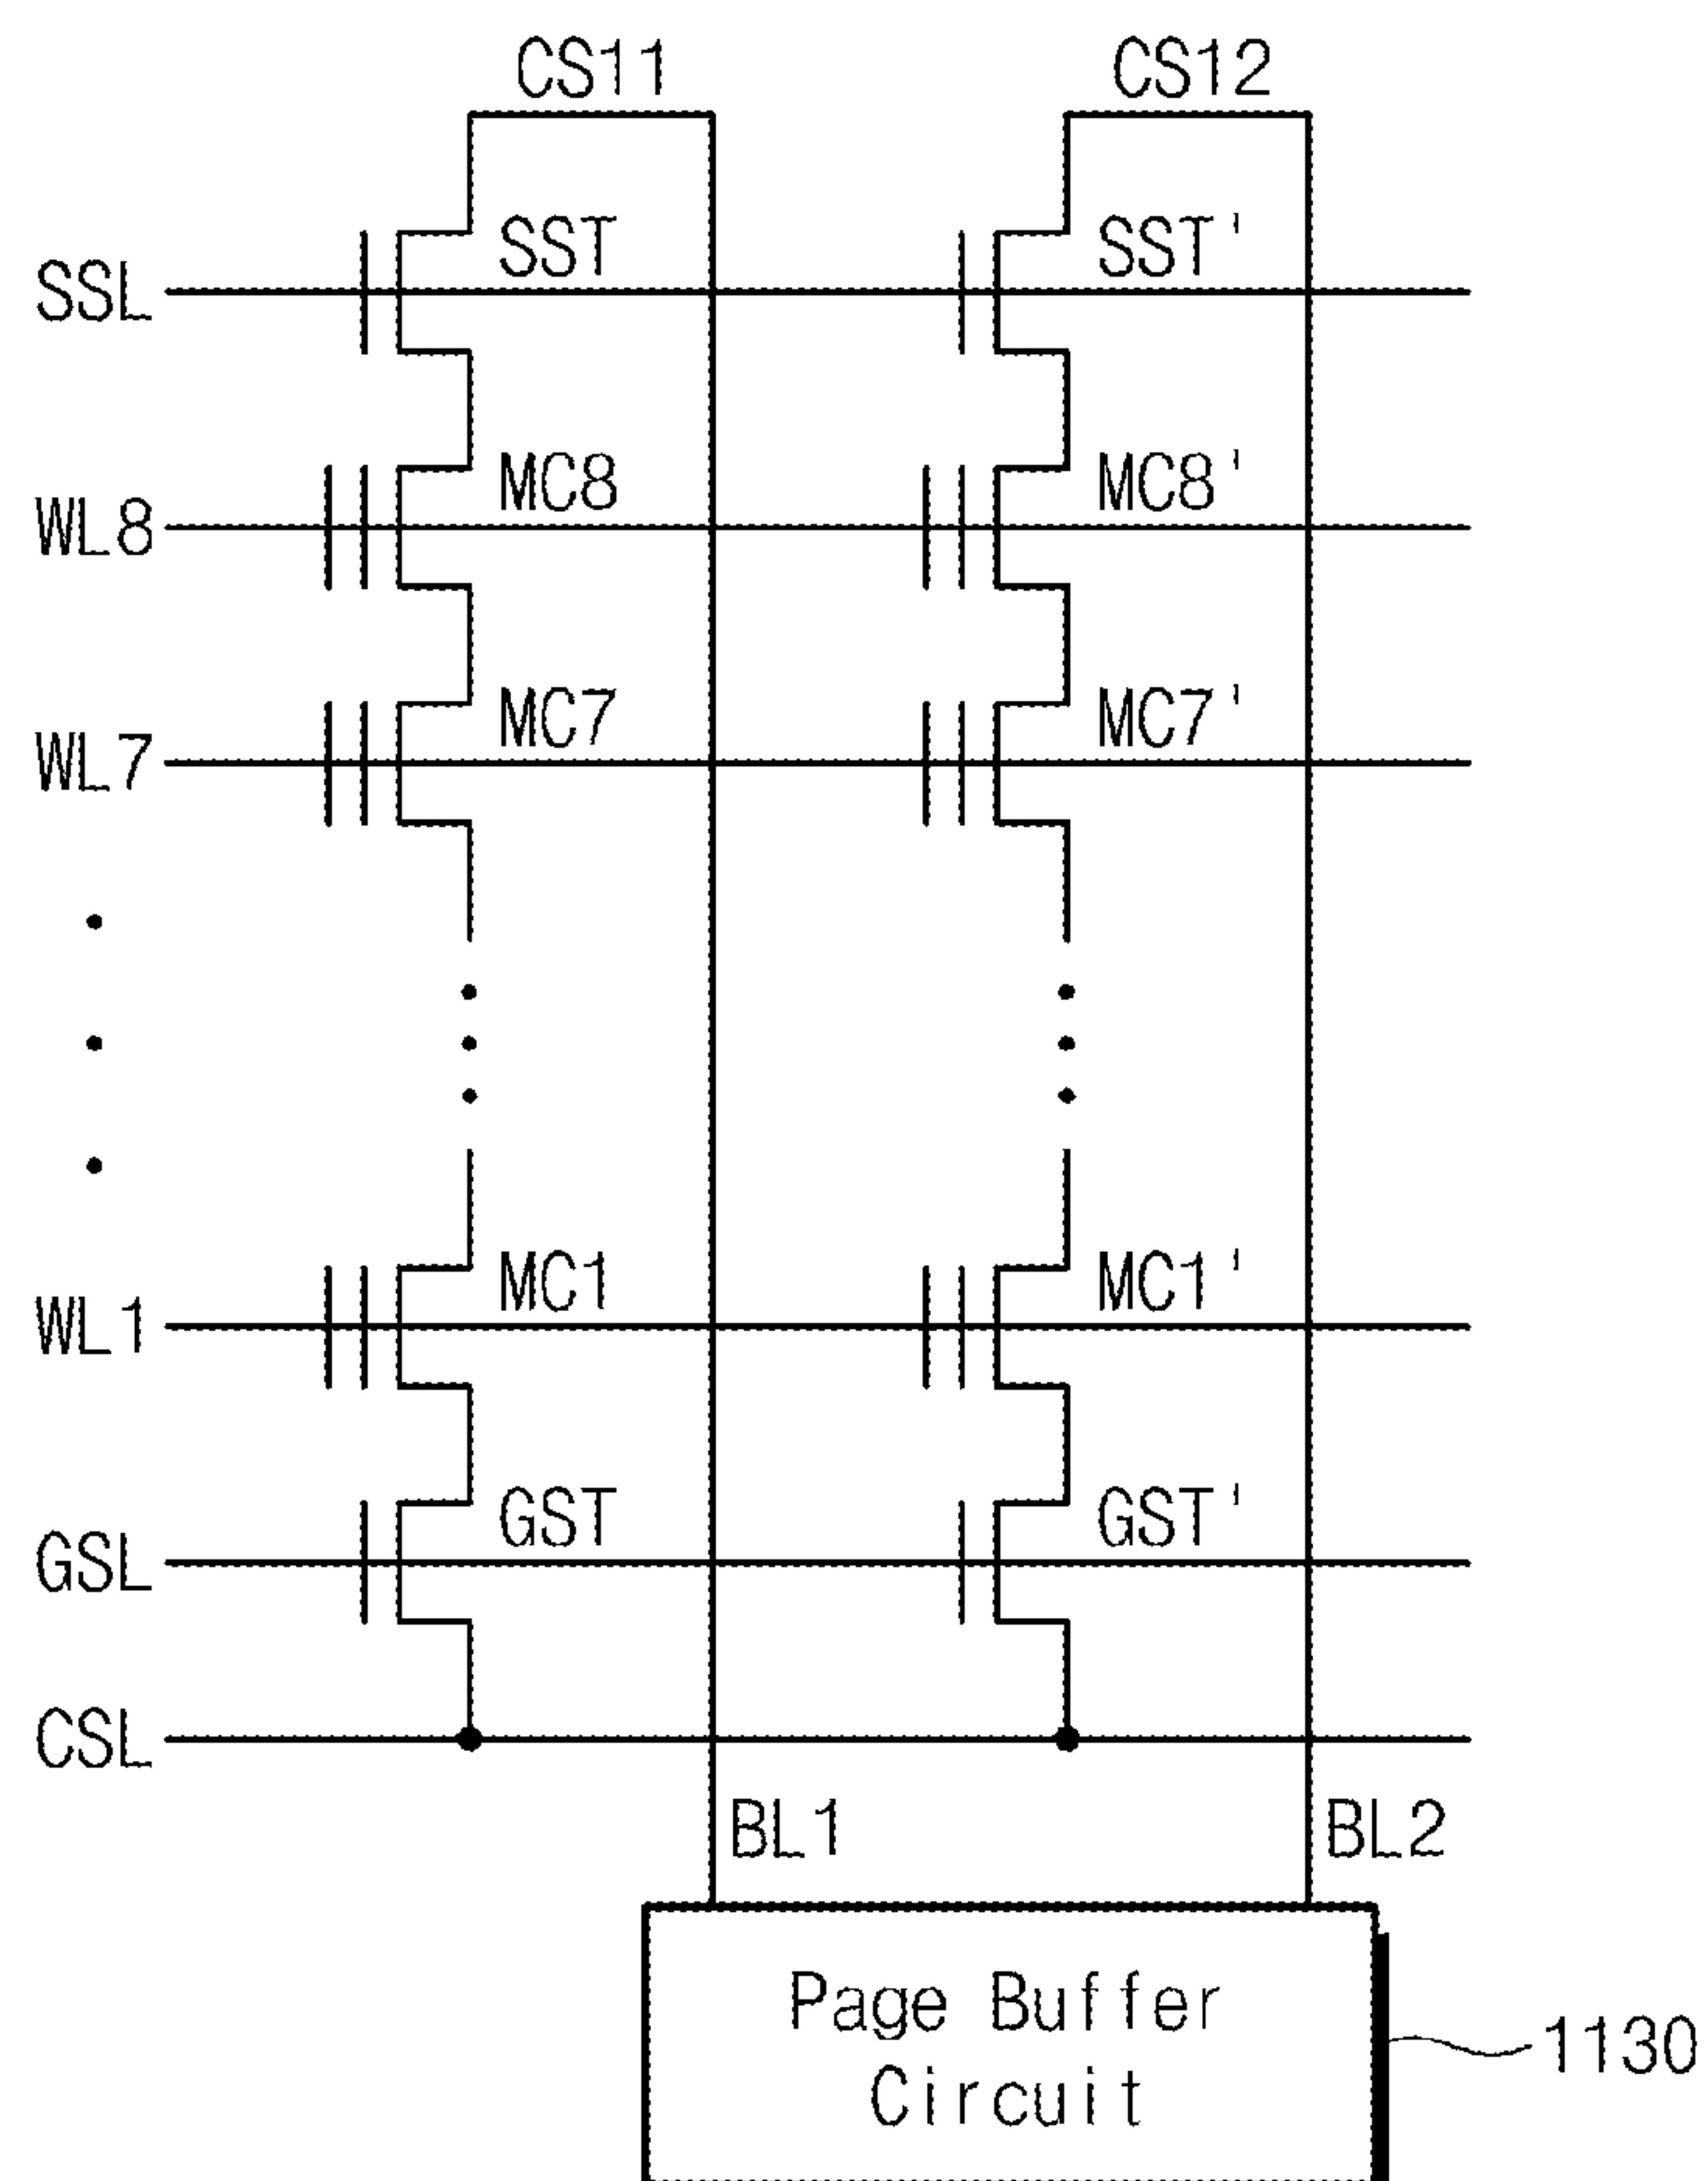 CS11 CS12
SSL SST SST'
WL8 MC8 MC8'
WL7 MC7 MC7'
WL1 MC1 MC1'
GSL GST GST'
CSL
BL1 BL2
Page Buffer
Circuit
1130